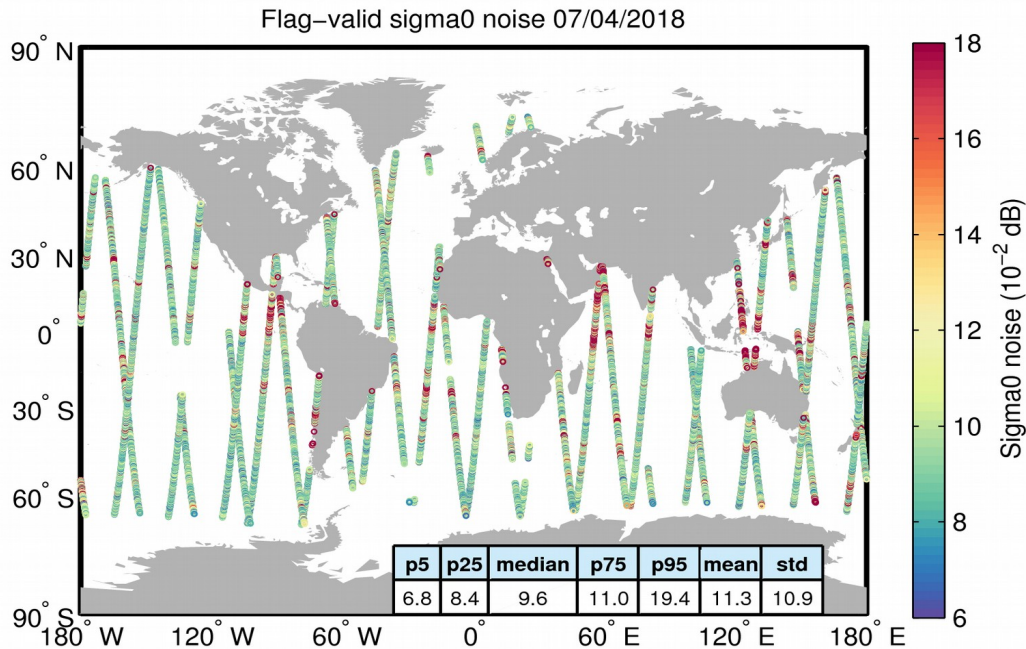 Flag−valid sigma0 noise 07/04/2018
90° N
60° N
30° N
0°
30° S
60° S
90° S
180° W
120° W
60° W
0°
60° E
120° E
180° E
p5 p25 median p75 p95 mean std
6.8 8.4 9.6 11.0 19.4 11.3 10.9
18
16
14
12
10
8
6
Sigma0 noise (10⁻² dB)